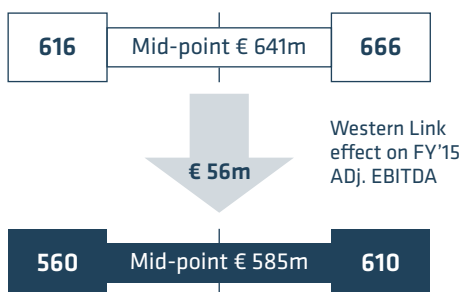 616 Mid-point € 641m 666
Western Link
effect on FY'15
ADj. EBITDA
€ 56m
560 Mid-point € 585m 610